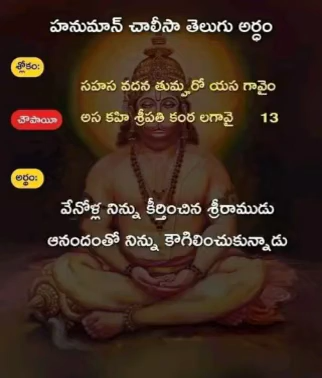 హనుమాన్ చాలీసా తెలుగు అర్ధం
శ్లోకం:
సహస వదన తుమ్హరో యస గావైం
చౌపాయీ అస కహి శ్రీపతి కంఠ లగావై 13
అర్థం:
వేనోళ్ల నిన్ను కీర్తించిన శ్రీరాముడు
ఆనందంతో నిన్ను కౌగిలించుకున్నాడు